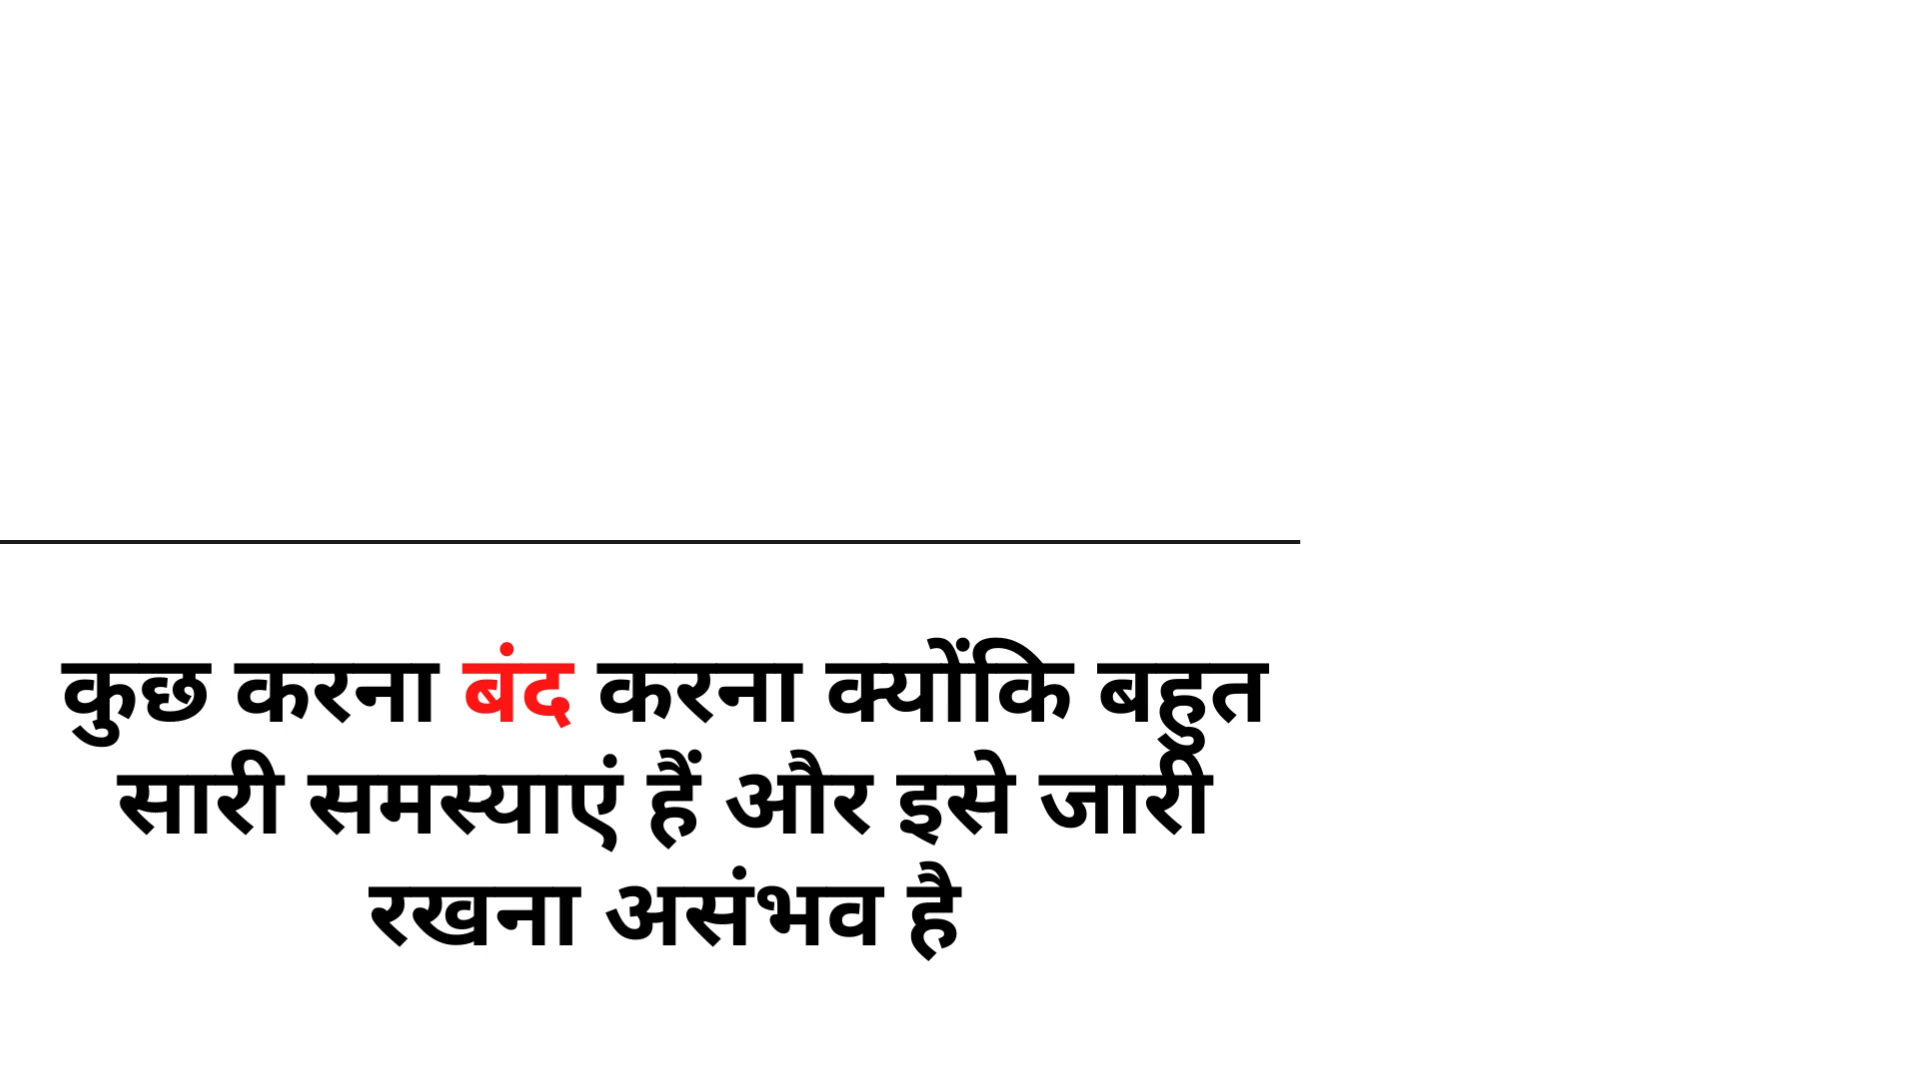 कुछ करना बंद करना क्योंकि बहुत
सारी समस्याएं हैं और इसे जारी
रखना असंभव है